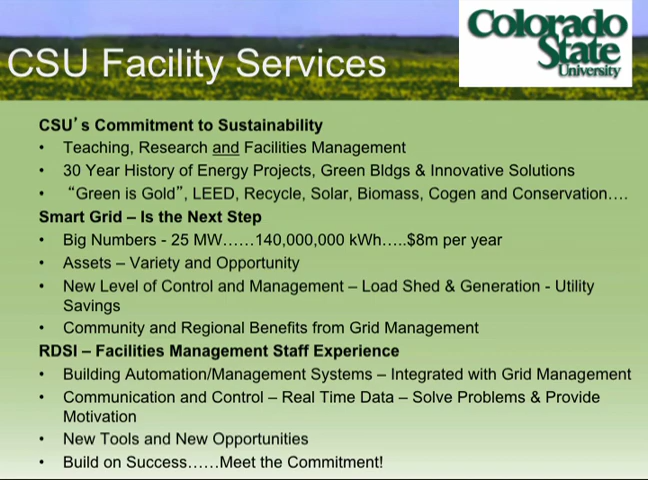 Colorado
State
University
CSU Facility Services
CSU's Commitment to Sustainability
• Teaching, Research and Facilities Management
• 30 Year History of Energy Projects, Green Bldgs & Innovative Solutions
• “Green is Gold”, LEED, Recycle, Solar, Biomass, Cogen and Conservation….
Smart Grid – Is the Next Step
• Big Numbers - 25 MW……140,000,000 kWh…..$8m per year
• Assets – Variety and Opportunity
• New Level of Control and Management – Load Shed & Generation - Utility
Savings
• Community and Regional Benefits from Grid Management
RDSI – Facilities Management Staff Experience
• Building Automation/Management Systems – Integrated with Grid Management
• Communication and Control – Real Time Data – Solve Problems & Provide
Motivation
• New Tools and New Opportunities
• Build on Success……Meet the Commitment!